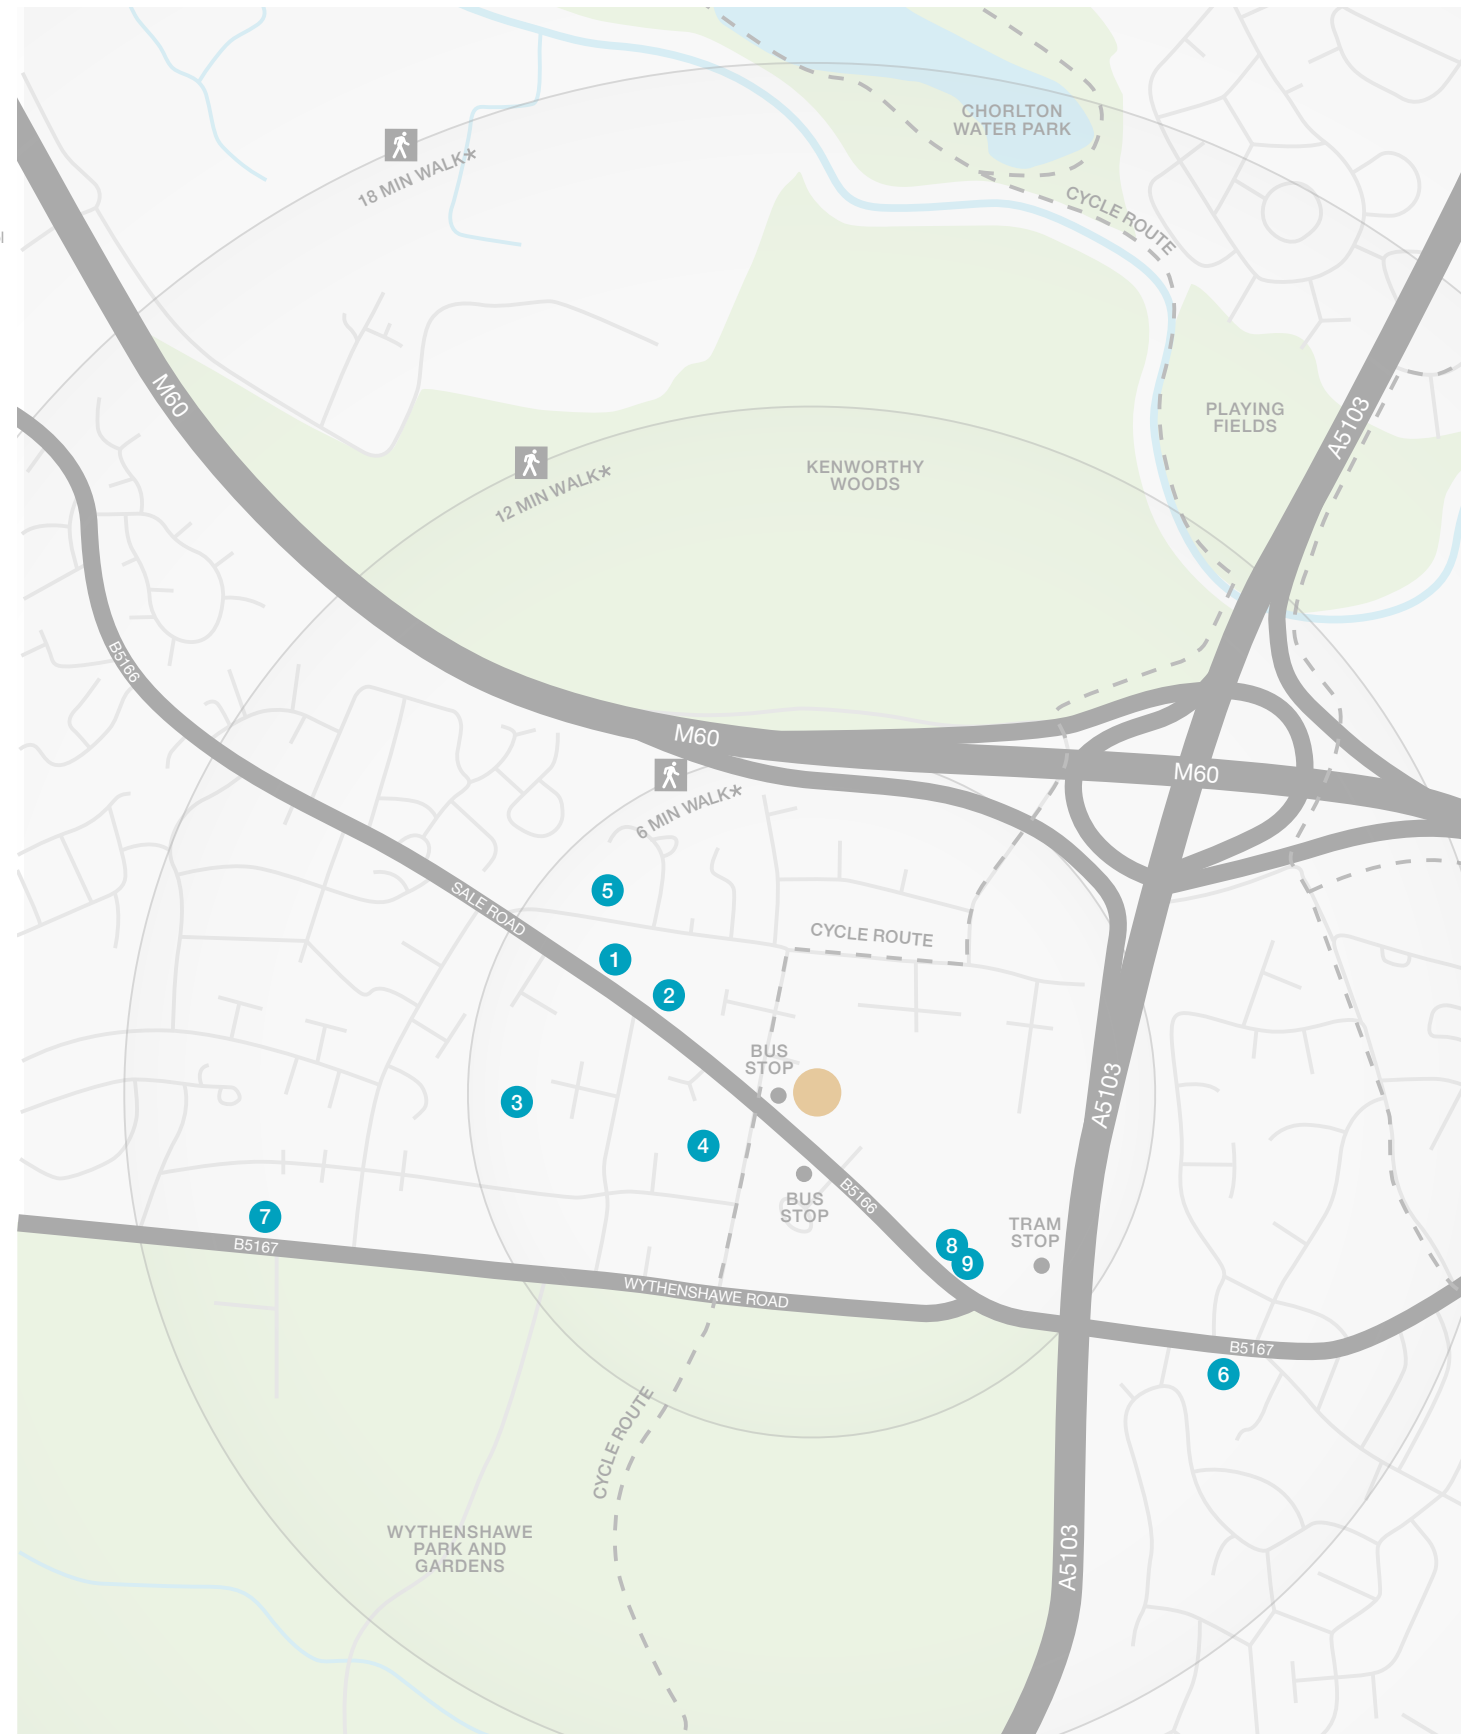 CHORLTON
WATER PARK
18 MIN WALK*
CYCLE ROUTE
M60
PLAYING
FIELDS
A5103
KENWORTHY
WOODS
12 MIN WALK*
B5166
M60
M60
6 MIN WALK*
5
SALE ROAD
CYCLE ROUTE
1
2
BUS
STOP
A5103
3
4
B5166
BUS
STOP
7
B5167
TRAM
STOP
8
9
WYTHENSHAWE ROAD
B5167
6
CYCLE ROUTE
WYTHENSHAWE
PARK AND
GARDENS
A5103